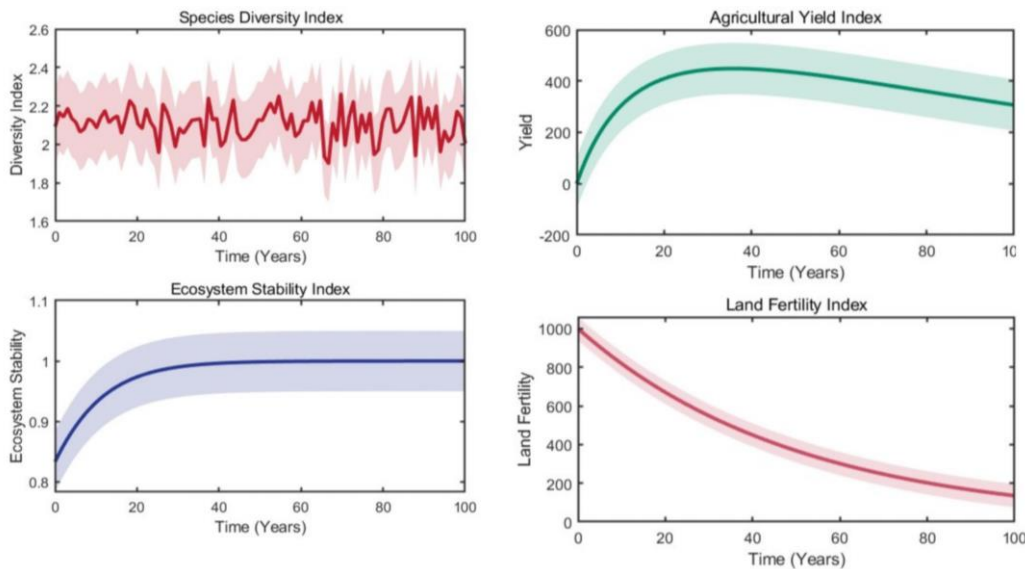 Species Diversity Index
2.6
2.4
2.2
2
1.8
1.6
Diversity Index
0 20 40 60 80 100
Time (Years)
Agricultural Yield Index
600
400
200
0
-200
Yield
0 20 40 60 80 100
Time (Years)
Ecosystem Stability Index
1.1
1
0.9
0.8
Ecosystem Stability
0 20 40 60 80 100
Time (Years)
Land Fertility Index
1000
800
600
400
200
0
Land Fertility
0 20 40 60 80 100
Time (Years)